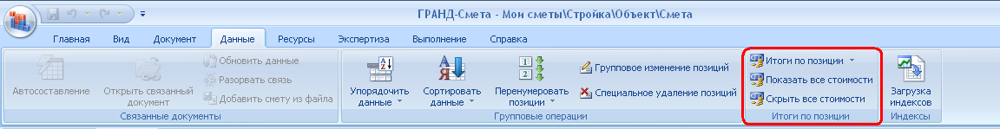 ГРАНД-Смета - Мои сметы\Стройка\Объект\Смета
Главная Вид Документ Данные Ресурсы Экспертиза Выполнение Справка
Автосоставление
Открыть связанный
документ
Обновить данные
Разорвать связь
Добавить смету из файла
Связанные документы
Упорядочить
данные
Сортировать
данные
Перенумеровать
позиции
Групповое изменение позиций
Специальное удаление позиций
Групповые операции
Итоги по позиции
Показать все стоимости
Скрыть все стоимости
Итоги по позиции
Загрузка
индексов
Индексы